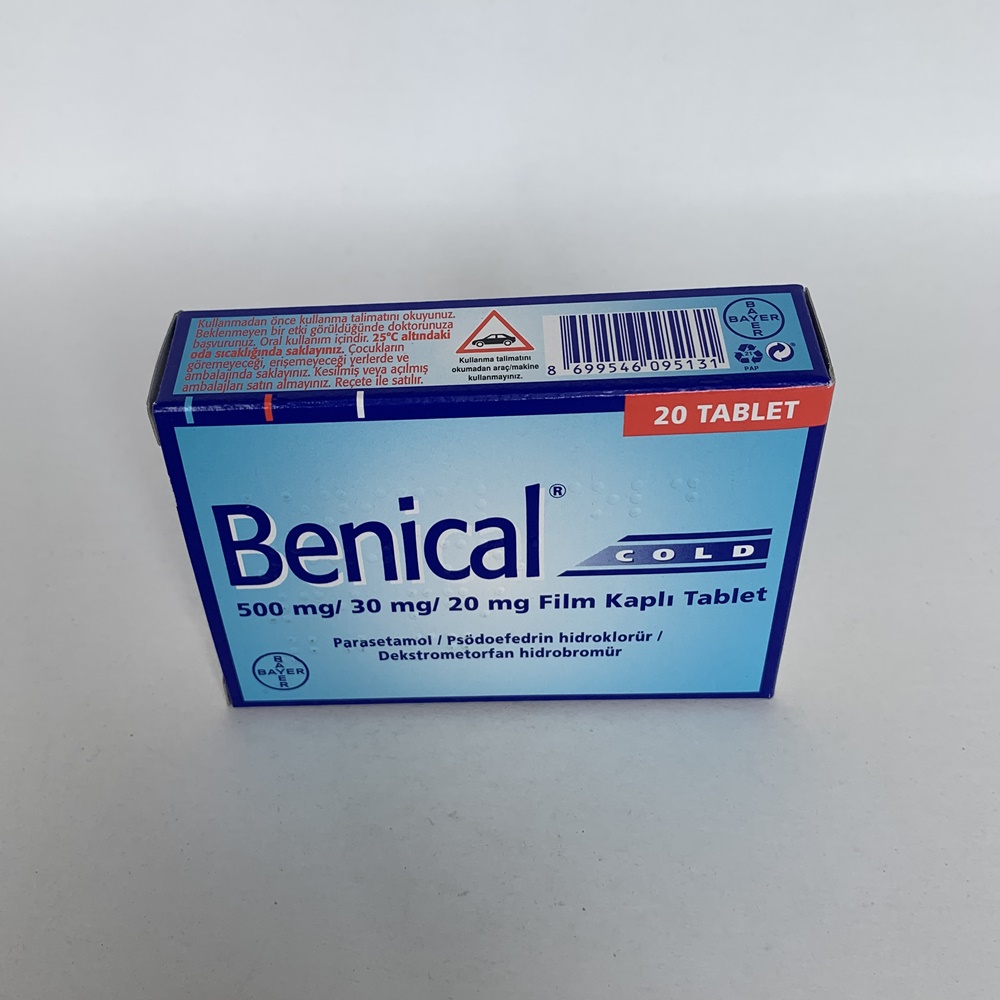 Kullanmadan önce kullanma talimatını okuyunuz.
Beklenmeyen bir etki görüldüğünde doktorunuza
başvurunuz. Oral kullanım içindir. 25°C altındaki
oda sıcaklığında saklayınız. Çocukların
göremeyeceği, erişemeyeceği yerlerde ve
ambalajında saklayınız. Kesilmiş veya açılmış
ambalajları satın almayınız. Reçete ile satılır.
Kullanma talimatını
okumadan araç/makine
kullanmayınız.
8 699546 095131
BAYER
BAYER
21
PAP
20 TABLET
Benical®
COLD
500 mg/ 30 mg/ 20 mg Film Kaplı Tablet
Parasetamol / Psödoefedrin hidroklorür /
Dekstrometorfan hidrobromür
BAYER
BAYER